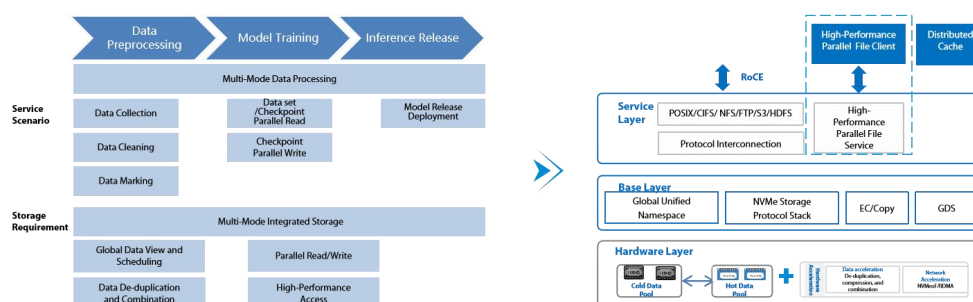 Data
Preprocessing
Model Training
Inference Release
Multi-Mode Data Processing
Service
Scenario
Data Collection
Data set
/Checkpoint
Parallel Read
Model Release
Deployment
Data Cleaning
Checkpoint
Parallel Write
Data Marking
Storage
Requirement
Multi-Mode Integrated Storage
Global Data View and
Scheduling
Parallel Read/Write
Data De-duplication
and Combination
High-Performance
Access
High-Performance
Parallel File Client
Distributed
Cache
RoCE
Service
Layer
POSIX/CIFS/ NFS/FTP/S3/HDFS
Protocol Interconnection
High-
Performance
Parallel File
Service
Base Layer
Global Unified
Namespace
NVMe Storage
Protocol Stack
EC/Copy
GDS
Hardware Layer
Cold Data
Pool
Hot Data
Pool
Hardware
Acceleration
Data acceleration
De-duplication,
compression, and
combination
Network
Acceleration
NVMeoF/RDMA